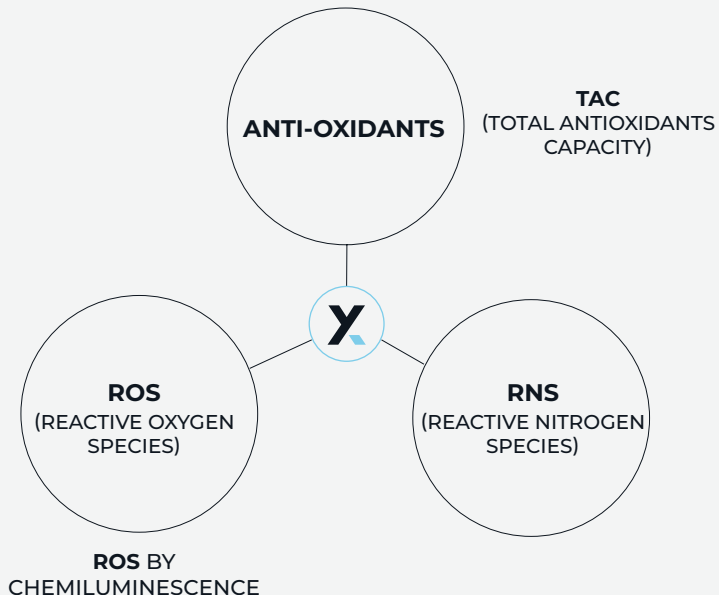 ANTI-OXIDANTS
TAC
(TOTAL ANTIOXIDANTS
CAPACITY)
ROS
(REACTIVE OXYGEN
SPECIES)
RNS
(REACTIVE NITROGEN
SPECIES)
ROS BY
CHEMILUMINESCENCE